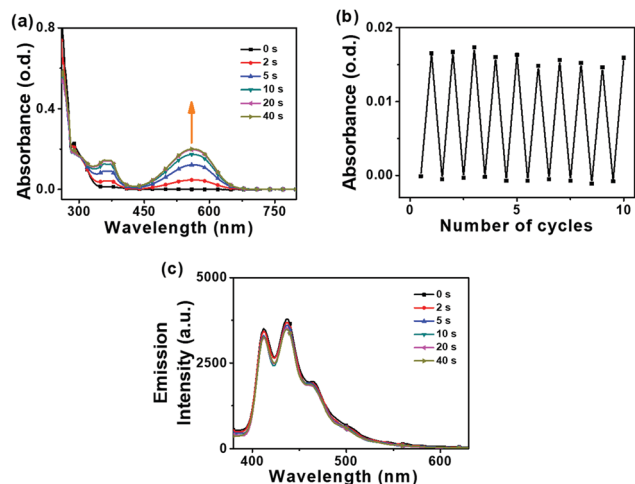 (a)
0.8
0.4
0.0
Absorbance (o.d.)
0 s
2 s
5 s
10 s
20 s
40 s
300 450 600 750
Wavelength (nm)
(b)
0.02
0.01
0.00
Absorbance (o.d.)
0 5 10
Number of cycles
(c)
5000
2500
0
Emission
Intensity (a.u.)
0 s
2 s
5 s
10 s
20 s
40 s
400 500 600
Wavelength (nm)